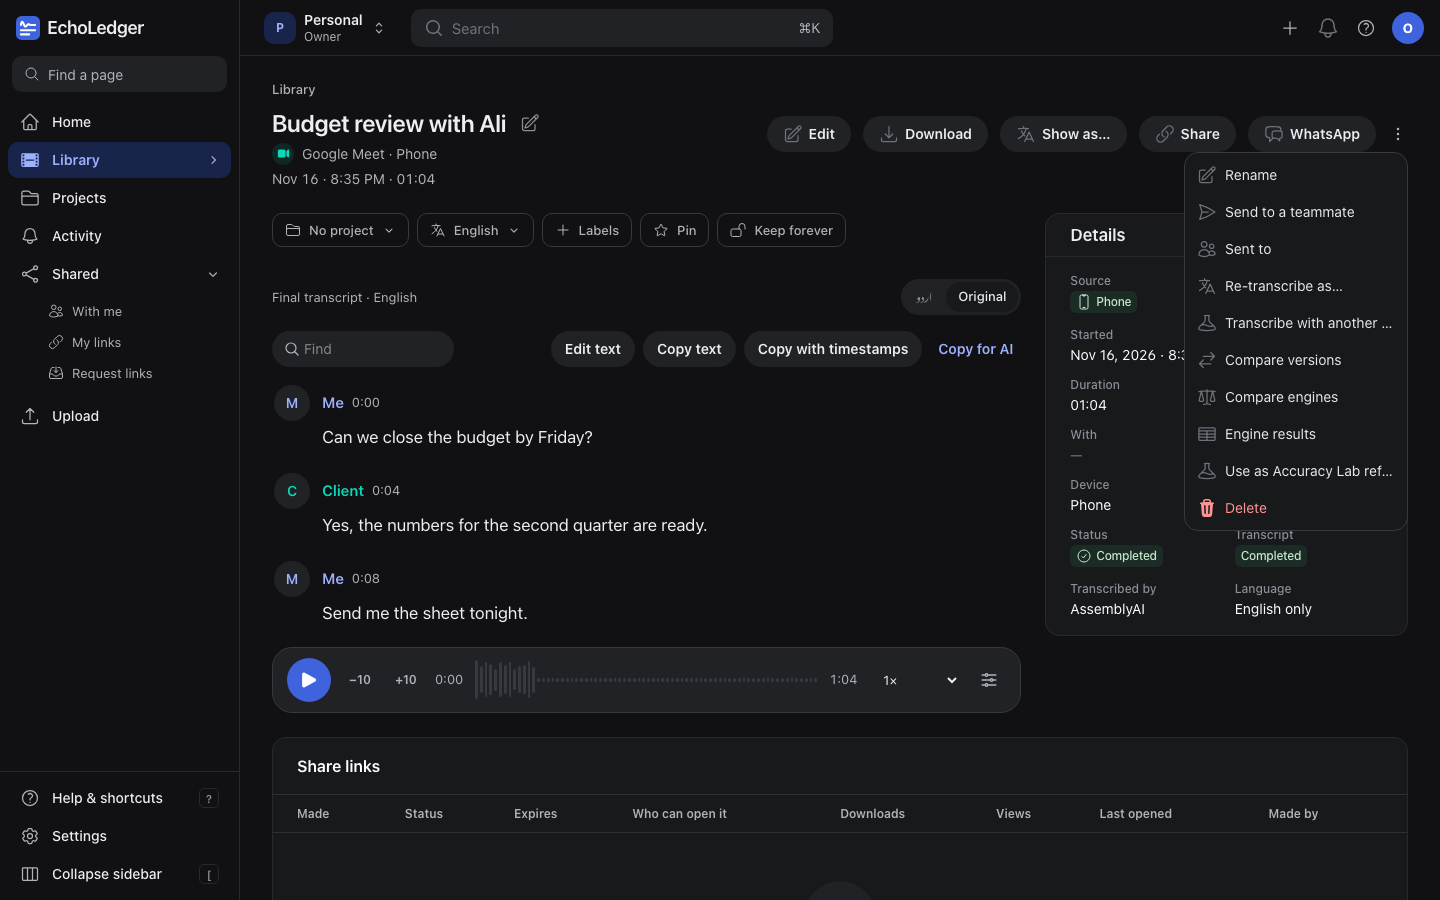 EchoLedger
Find a page
Home
Library
Projects
Activity
Shared
With me
My links
Request links
Upload
Help & shortcuts ?
Settings
Collapse sidebar [
P
Personal
Owner
Search ⌘K
O
Library
Budget review with Ali
Google Meet · Phone
Nov 16 · 8:35 PM · 01:04
Edit
Download
Show as...
Share
WhatsApp
Rename
Send to a teammate
Sent to
Re-transcribe as...
Transcribe with another ...
Compare versions
Compare engines
Engine results
Use as Accuracy Lab ref...
Delete
No project
English
Labels
Pin
Keep forever
Final transcript · English
اردو
Original
Find
Edit text
Copy text
Copy with timestamps
Copy for AI
M
Me 0:00
Can we close the budget by Friday?
C
Client 0:04
Yes, the numbers for the second quarter are ready.
M
Me 0:08
Send me the sheet tonight.
−10 +10 0:00 1:04 1×
Details
Source
Phone
Started
Nov 16, 2026 · 8:3
Duration
01:04
With
—
Device
Phone
Status
Completed
Transcript
Completed
Transcribed by
AssemblyAI
Language
English only
Share links
Made Status Expires Who can open it Downloads Views Last opened Made by